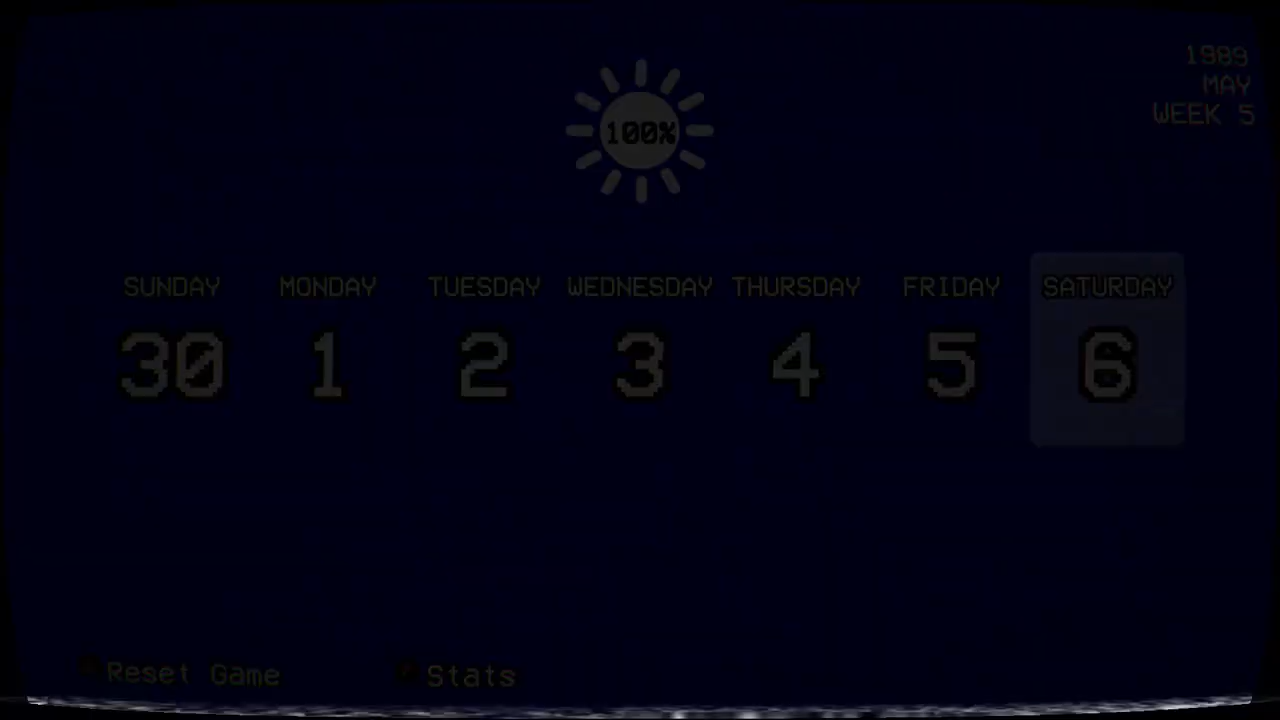 1989
MAY
WEEK 5
100%
SUNDAY MONDAY TUESDAY WEDNESDAY THURSDAY FRIDAY SATURDAY
30 1 2 3 4 5 6
Reset Game Stats